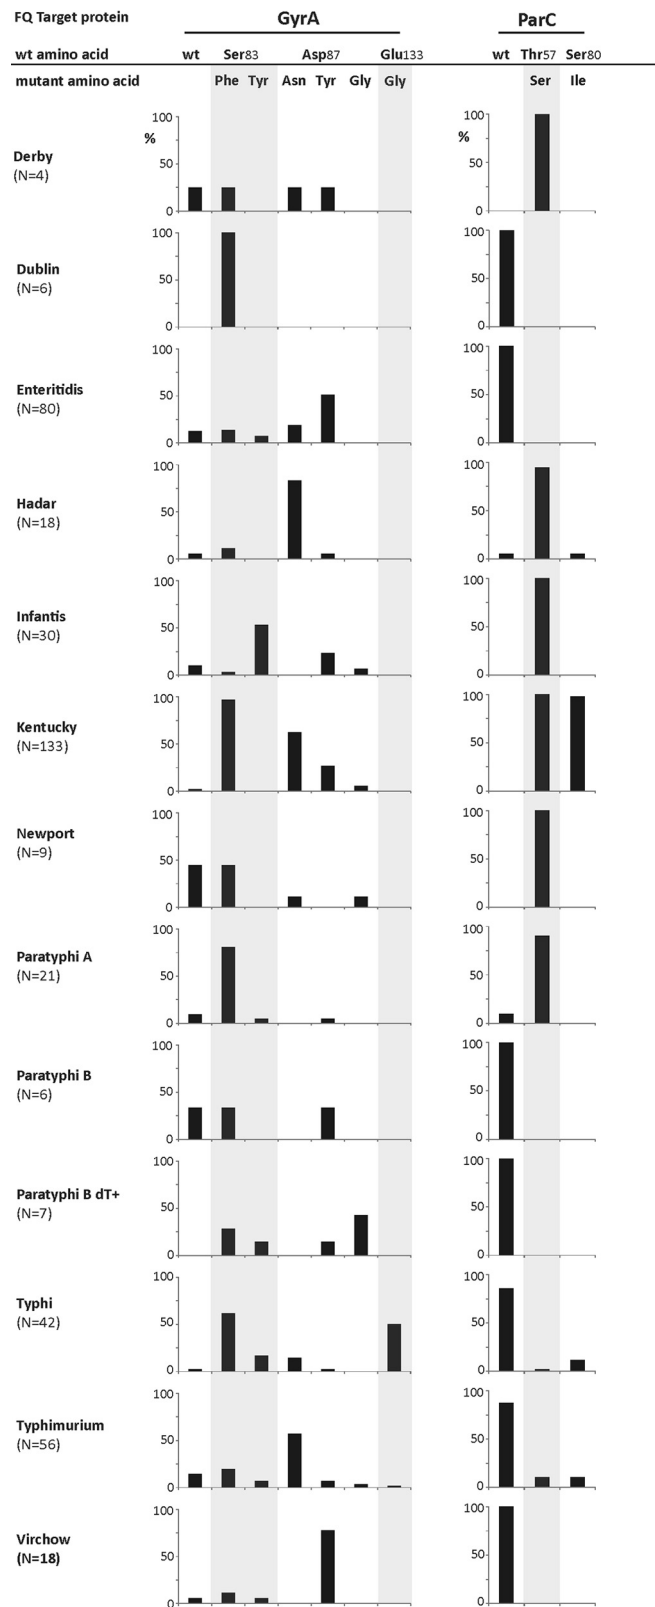 FQ Target protein GyrA ParC
wt amino acid wt Ser83 Asp87 Glu133 wt Thr57 Ser80
mutant amino acid Phe Tyr Asn Tyr Gly Gly Ser Ile
Derby
(N=4)
% 100 50 0
% 100 50 0
Dublin
(N=6)
100 50 0
100 50 0
Enteritidis
(N=80)
100 50 0
100 50 0
Hadar
(N=18)
100 50 0
100 50 0
Infantis
(N=30)
100 50 0
100 50 0
Kentucky
(N=133)
100 50 0
100 50 0
Newport
(N=9)
100 50 0
100 50 0
Paratyphi A
(N=21)
100 50 0
100 50 0
Paratyphi B
(N=6)
100 50 0
100 50 0
Paratyphi B dT+
(N=7)
100 50 0
100 50 0
Typhi
(N=42)
100 50 0
100 50 0
Typhimurium
(N=56)
100 50 0
100 50 0
Virchow
(N=18)
100 50 0
100 50 0